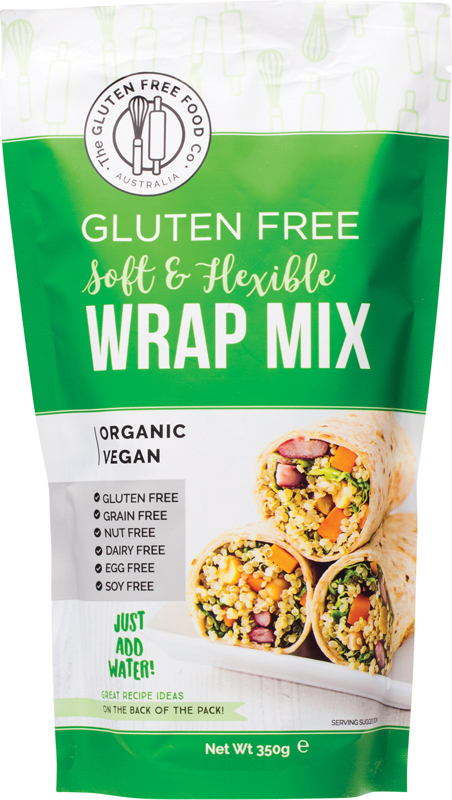 The GLUTEN FREE FOOD Co.
AUSTRALIA
GLUTEN FREE
Soft & Flexible
WRAP MIX
ORGANIC
VEGAN
GLUTEN FREE
GRAIN FREE
NUT FREE
DAIRY FREE
EGG FREE
SOY FREE
JUST
ADD
WATER!
GREAT RECIPE IDEAS
ON THE BACK OF THE PACK!
SERVING SUGGESTION
Net Wt 350g ℮